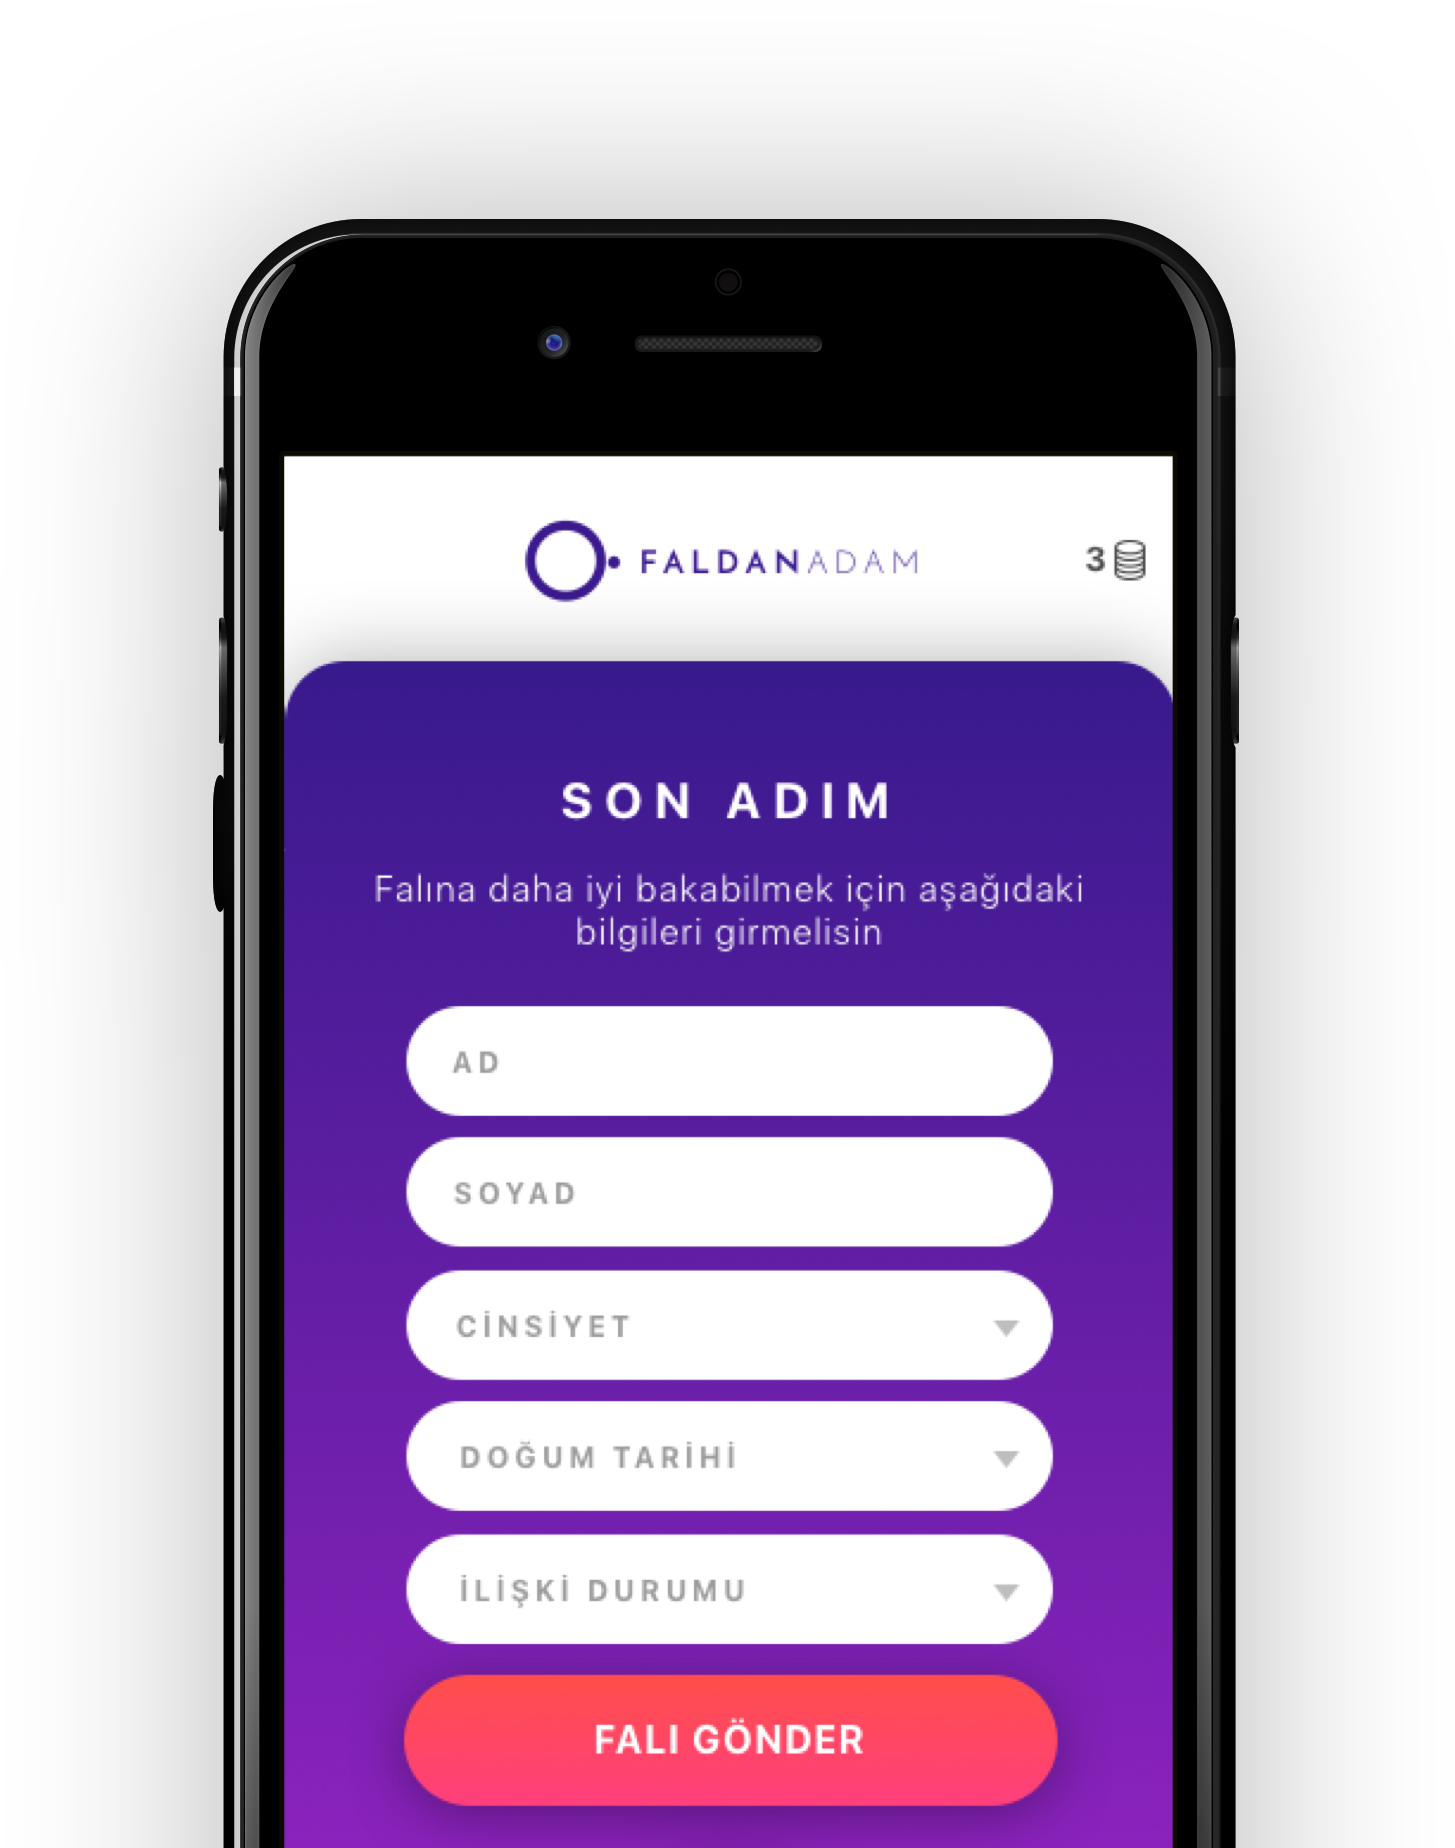 FALDANADAM
3
SON ADIM
Falına daha iyi bakabilmek için aşağıdaki
bilgileri girmelisin
AD
SOYAD
CİNSİYET
DOĞUM TARİHİ
İLİŞKİ DURUMU
FALI GÖNDER